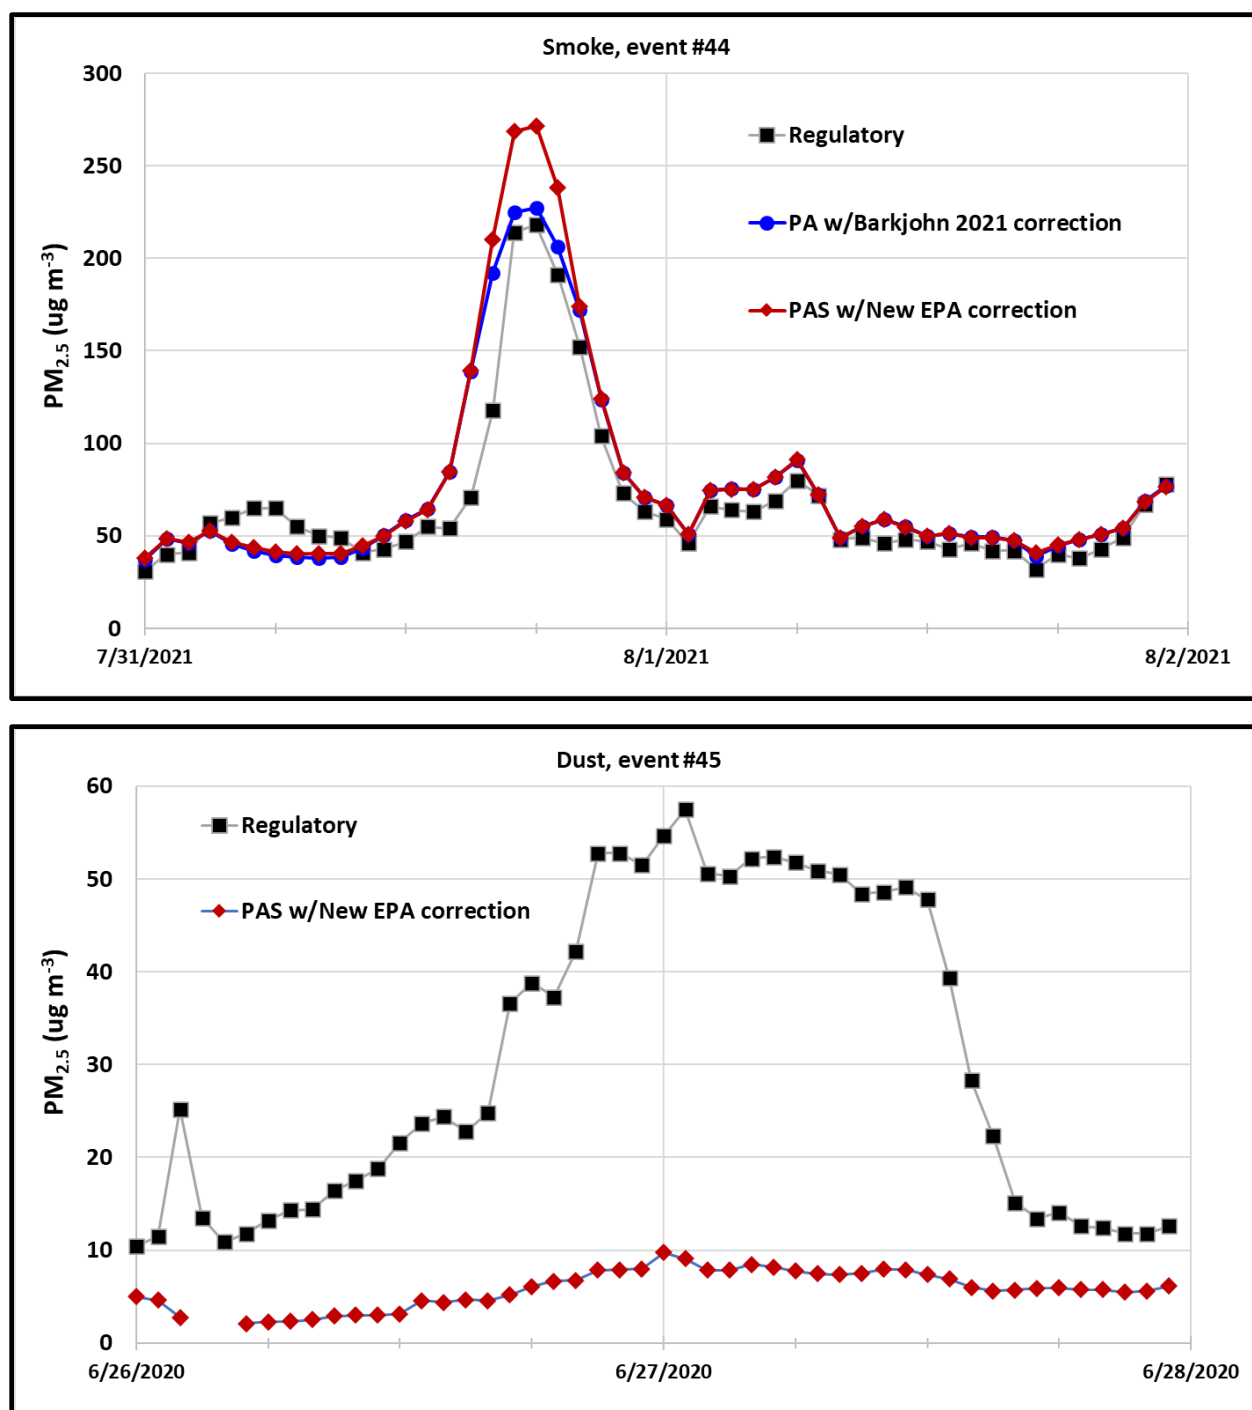 Smoke, event #44
300
250
200
150
100
50
0
PM2.5 (ug m-3)
Regulatory
PA w/Barkjohn 2021 correction
PAS w/New EPA correction
7/31/2021
8/1/2021
8/2/2021
Dust, event #45
60
50
40
30
20
10
0
PM2.5 (ug m-3)
Regulatory
PAS w/New EPA correction
6/26/2020
6/27/2020
6/28/2020